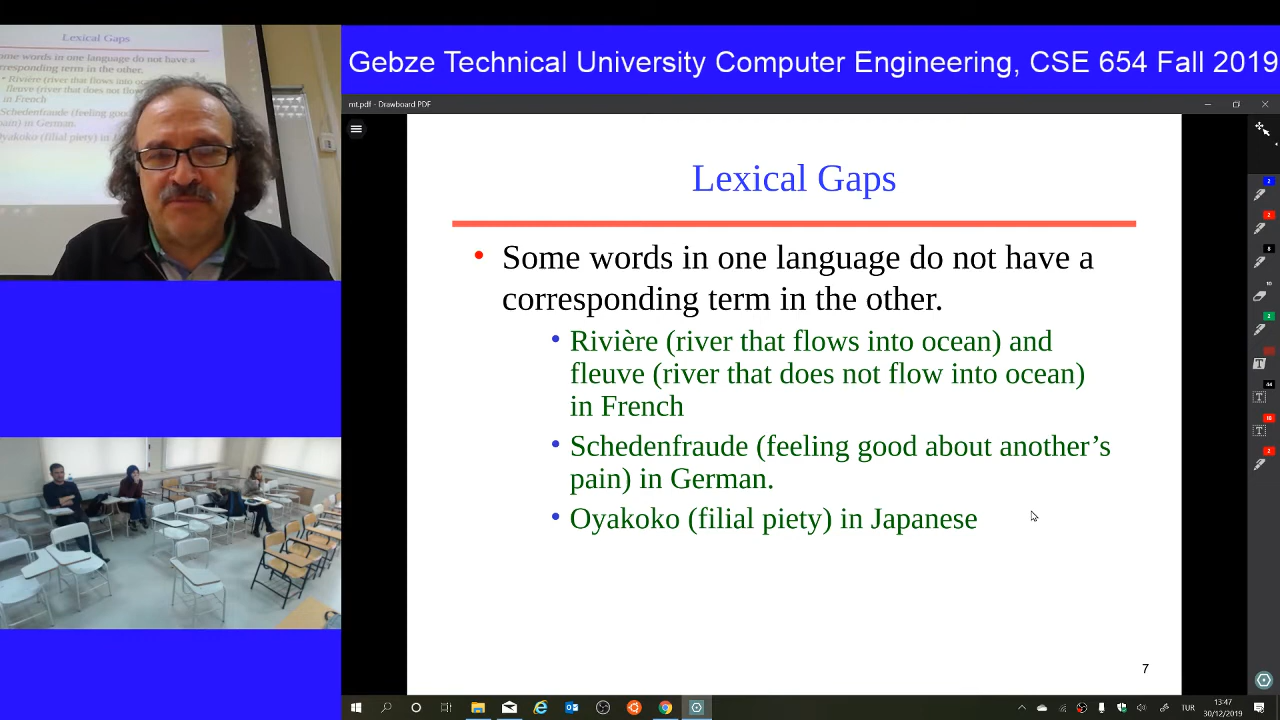 Gebze Technical University Computer Engineering, CSE 654 Fall 2019
mt.pdf - Drawboard PDF
Lexical Gaps
• Some words in one language do not have a
corresponding term in the other.
• Rivière (river that flows into ocean) and
fleuve (river that does not flow into ocean)
in French
• Schedenfraude (feeling good about another’s
pain) in German.
• Oyakoko (filial piety) in Japanese
7
TUR
13:47
30/12/2019
Lexical Gaps